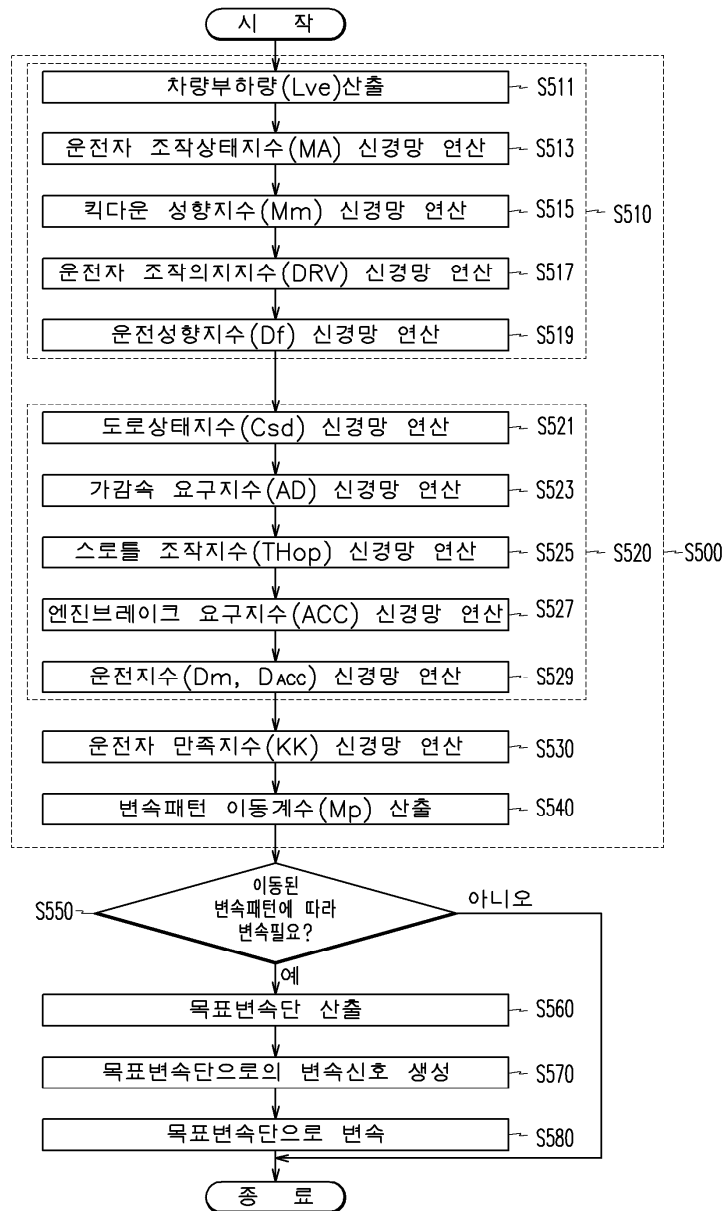 시 작
차량부하량(Lve)산출
S511
운전자 조작상태지수(MA) 신경망 연산
S513
킥다운 성향지수(Mm) 신경망 연산
S515
S510
운전자 조작의지지수(DRV) 신경망 연산
S517
운전성향지수(Df) 신경망 연산
S519
도로상태지수(Csd) 신경망 연산
S521
가감속 요구지수(AD) 신경망 연산
S523
스로틀 조작지수(THop) 신경망 연산
S525
S520
S500
엔진브레이크 요구지수(ACC) 신경망 연산
S527
운전지수(Dm, DACC) 신경망 연산
S529
운전자 만족지수(KK) 신경망 연산
S530
변속패턴 이동계수(Mp) 산출
S540
S550
이동된
변속패턴에 따라
변속필요?
아니오
예
목표변속단 산출
S560
목표변속단으로의 변속신호 생성
S570
목표변속단으로 변속
S580
종 료